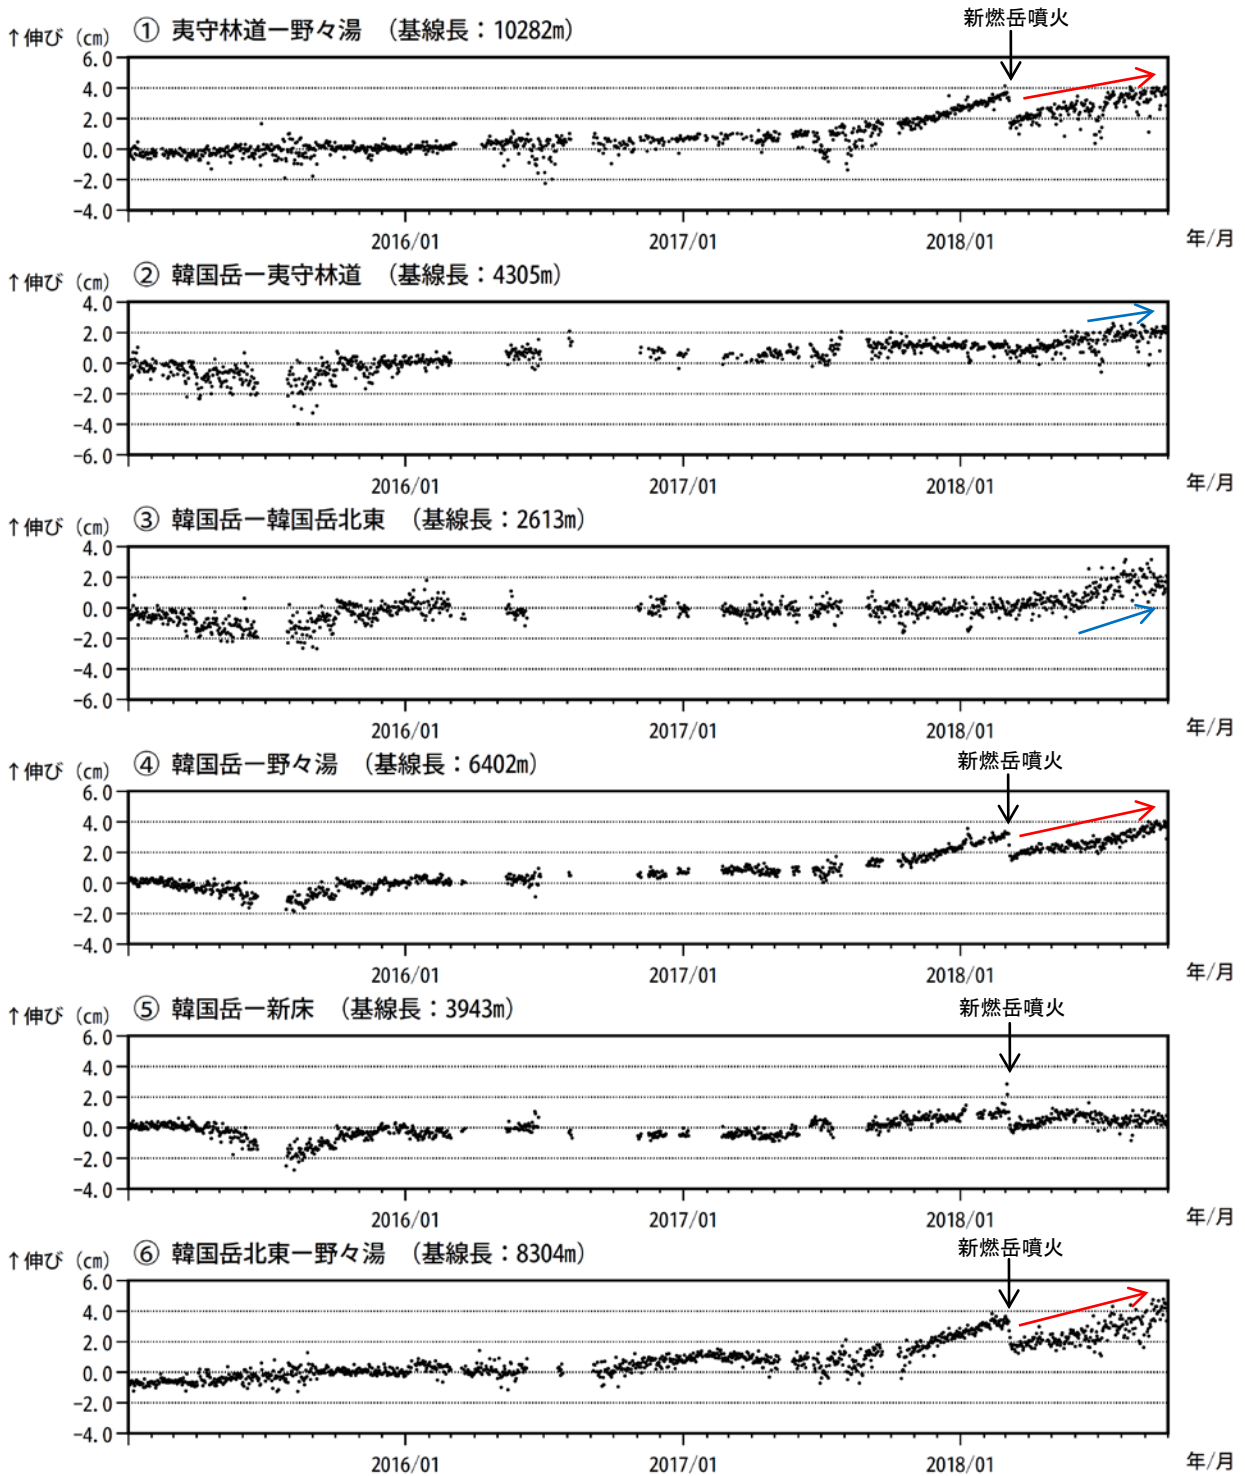 新燃岳噴火
↑伸び（㎝） ① 夷守林道ー野々湯 （基線長：10282m）
6.0
4.0
2.0
0.0
-2.0
-4.0
2016/01 2017/01 2018/01 年/月
↑伸び（㎝） ② 韓国岳ー夷守林道 （基線長：4305m）
4.0
2.0
0.0
-2.0
-4.0
-6.0
2016/01 2017/01 2018/01 年/月
↑伸び（㎝） ③ 韓国岳ー韓国岳北東 （基線長：2613m）
4.0
2.0
0.0
-2.0
-4.0
-6.0
2016/01 2017/01 2018/01 年/月
新燃岳噴火
↑伸び（㎝） ④ 韓国岳ー野々湯 （基線長：6402m）
6.0
4.0
2.0
0.0
-2.0
-4.0
2016/01 2017/01 2018/01 年/月
新燃岳噴火
↑伸び（㎝） ⑤ 韓国岳ー新床 （基線長：3943m）
6.0
4.0
2.0
0.0
-2.0
-4.0
2016/01 2017/01 2018/01 年/月
新燃岳噴火
↑伸び（㎝） ⑥ 韓国岳北東ー野々湯 （基線長：8304m）
6.0
4.0
2.0
0.0
-2.0
-4.0
2016/01 2017/01 2018/01 年/月